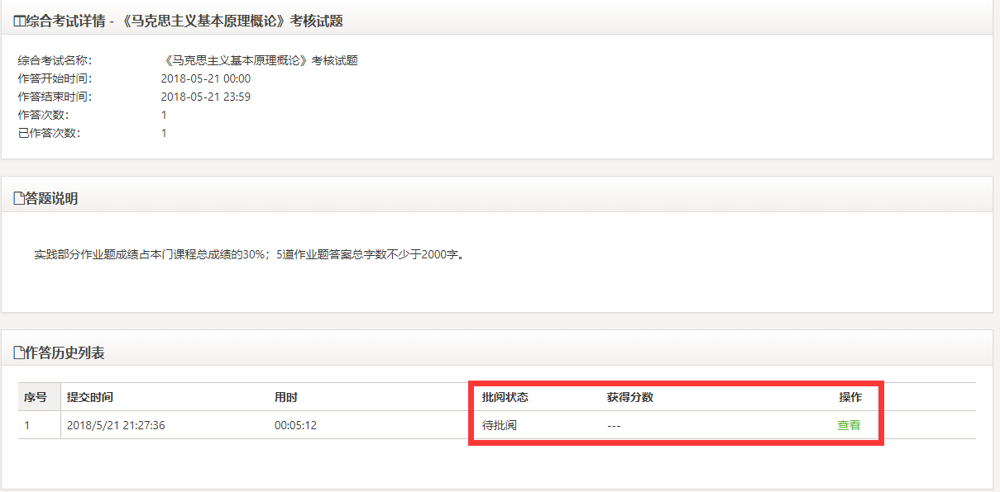 综合考试详情 - 《马克思主义基本原理概论》考核试题
综合考试名称： 《马克思主义基本原理概论》考核试题
作答开始时间： 2018-05-21 00:00
作答结束时间： 2018-05-21 23:59
作答次数： 1
已作答次数： 1
答题说明
实践部分作业题成绩占本门课程总成绩的30%；5道作业题答案总字数不少于2000字。
作答历史列表
序号 提交时间 用时 批阅状态 获得分数 操作
1 2018/5/21 21:27:36 00:05:12 待批阅 --- 查看